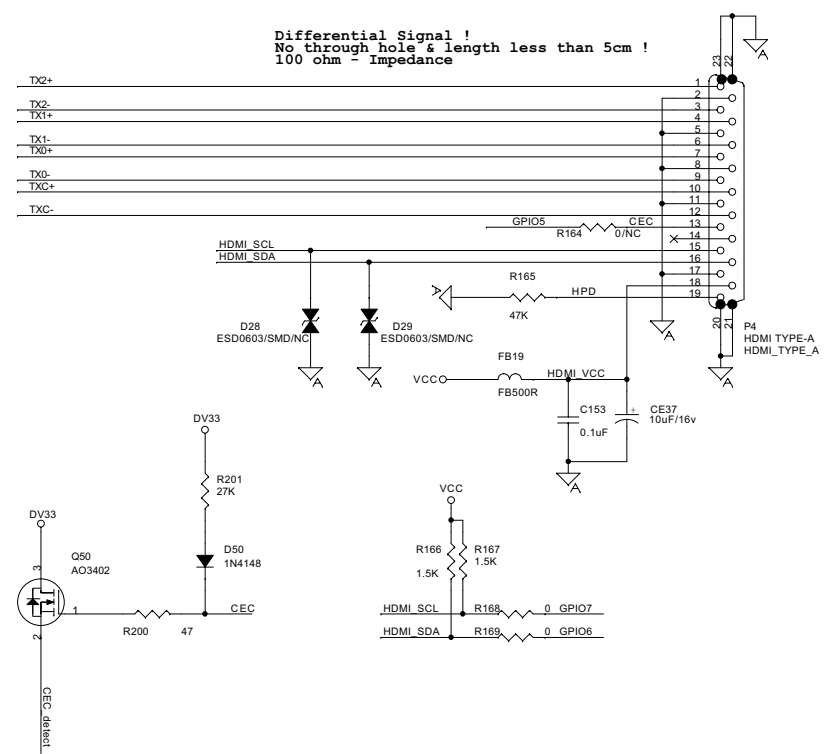 Differential Signal !
No through hole & length less than 5cm !
100 ohm - Impedance
A
23
22
TX2+
1
2
TX2-
3
TX1+
4
5
TX1-
6
TX0+
7
8
TX0-
9
TXC+
10
11
TXC-
12
GPIO5
CEC
13
R164
0/NC
14
HDMI_SCL
15
HDMI_SDA
16
17
R165
18
A
HPD
19
47K
20
21
D28
ESD0603/SMD/NC
D29
ESD0603/SMD/NC
A
P4
HDMI TYPE-A
HDMI_TYPE_A
A
A
A
FB19
VCC
HDMI_VCC
FB500R
C153
0.1uF
+
CE37
10uF/16v
A
DV33
R201
27K
DV33
D50
1N4148
Q50
AO3402
3
1
2
CEC
R200
47
CEC_detect
VCC
R166
R167
1.5K
1.5K
HDMI_SCL
R168
0
GPIO7
HDMI_SDA
R169
0
GPIO6